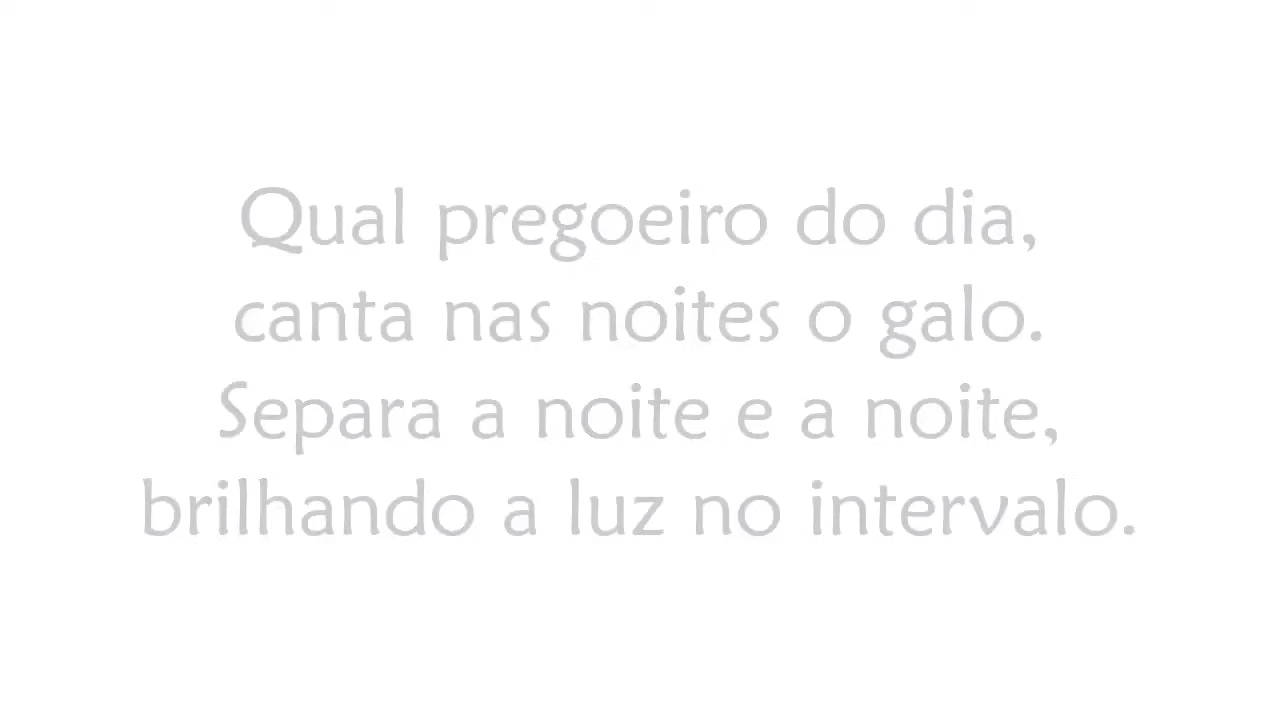 Qual pregoeiro do dia,
canta nas noites o galo.
Separa a noite e a noite,
brilhando a luz no intervalo.